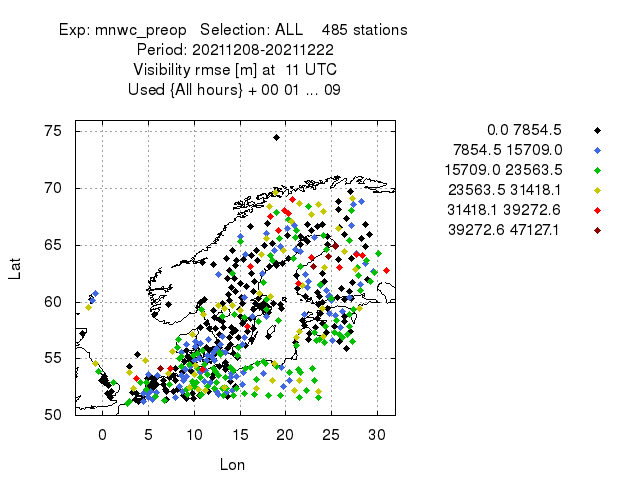 Exp: mnwc_preop   Selection: ALL    485 stations
Period: 20211208-20211222
Visibility rmse [m] at  11 UTC
Used {All hours} + 00 01 ... 09
0.0 7854.5
7854.5 15709.0
15709.0 23563.5
23563.5 31418.1
31418.1 39272.6
39272.6 47127.1
75
70
65
60
55
50
Lat
0 5 10 15 20 25 30
Lon